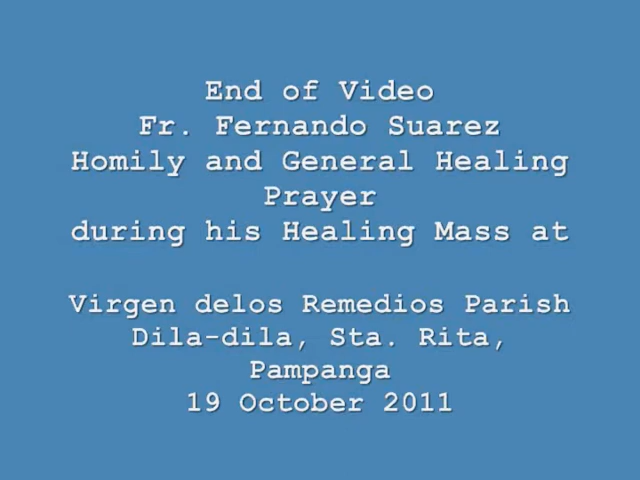 End of Video
Fr. Fernando Suarez
Homily and General Healing
Prayer
during his Healing Mass at
Virgen delos Remedios Parish
Dila-dila, Sta. Rita,
Pampanga
19 October 2011